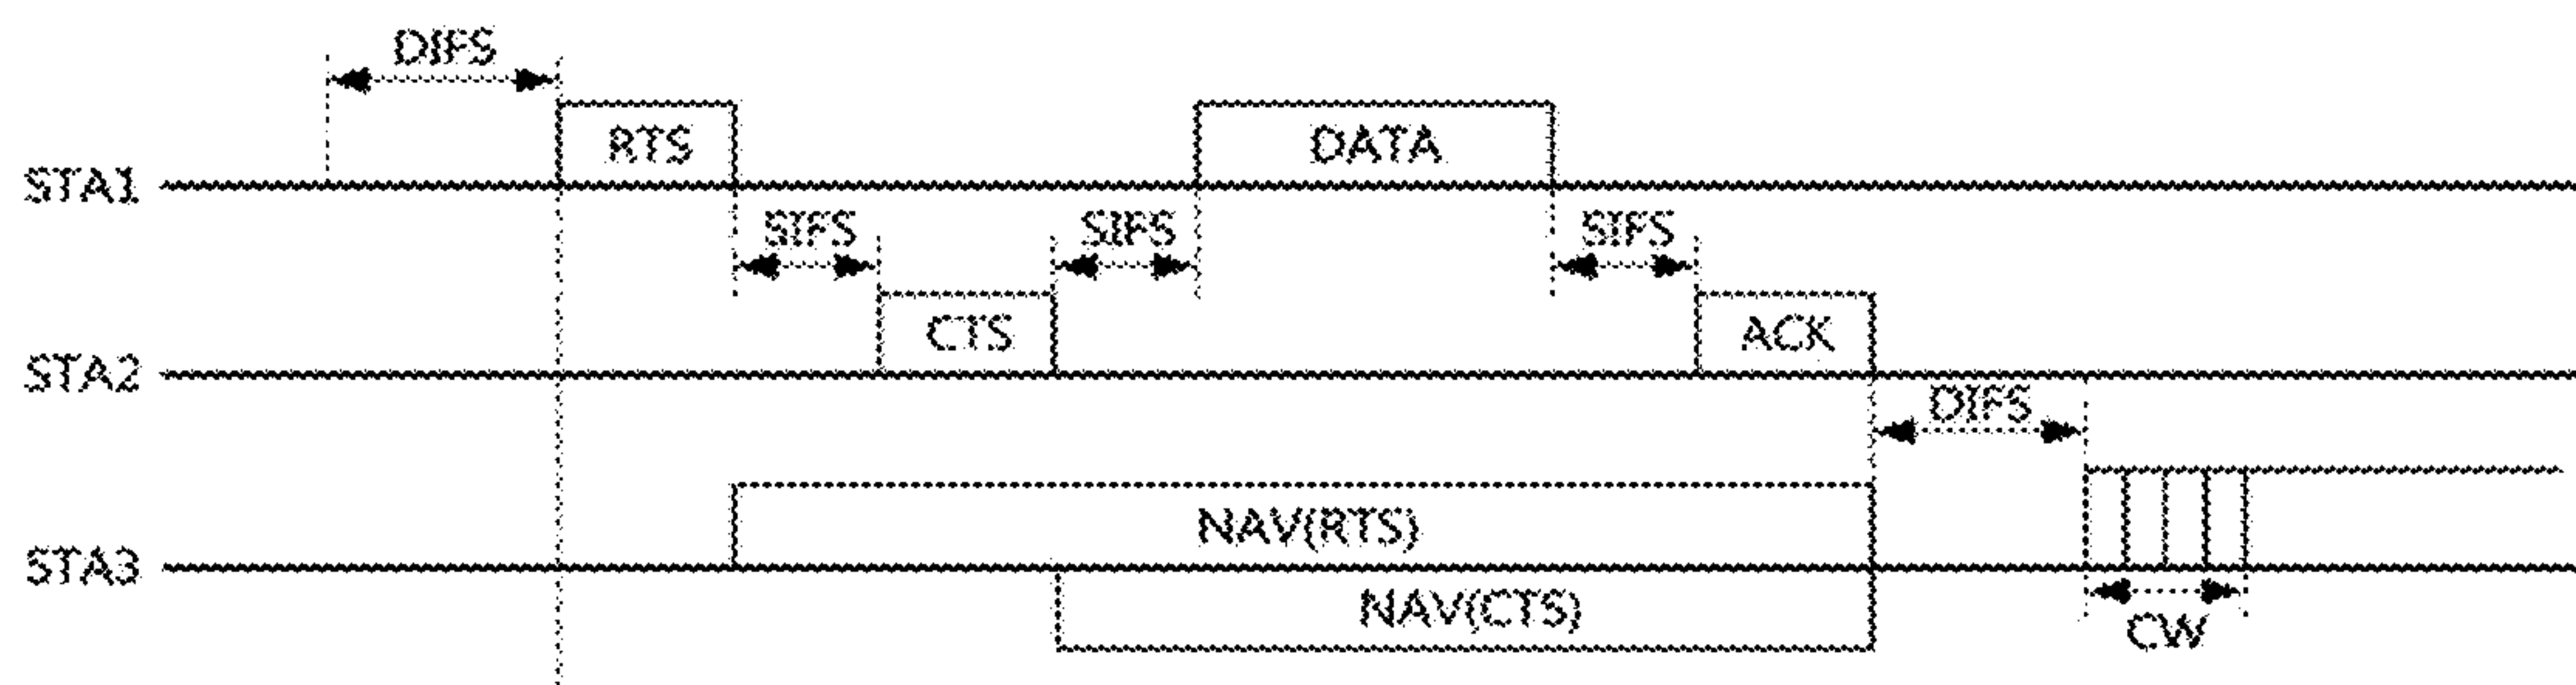 DIFS
RTS
DATA
STA1
SIFS
SIFS
SIFS
CTS
ACK
STA2
DIFS
NAV(RTS)
STA3
NAV(CTS)
CW